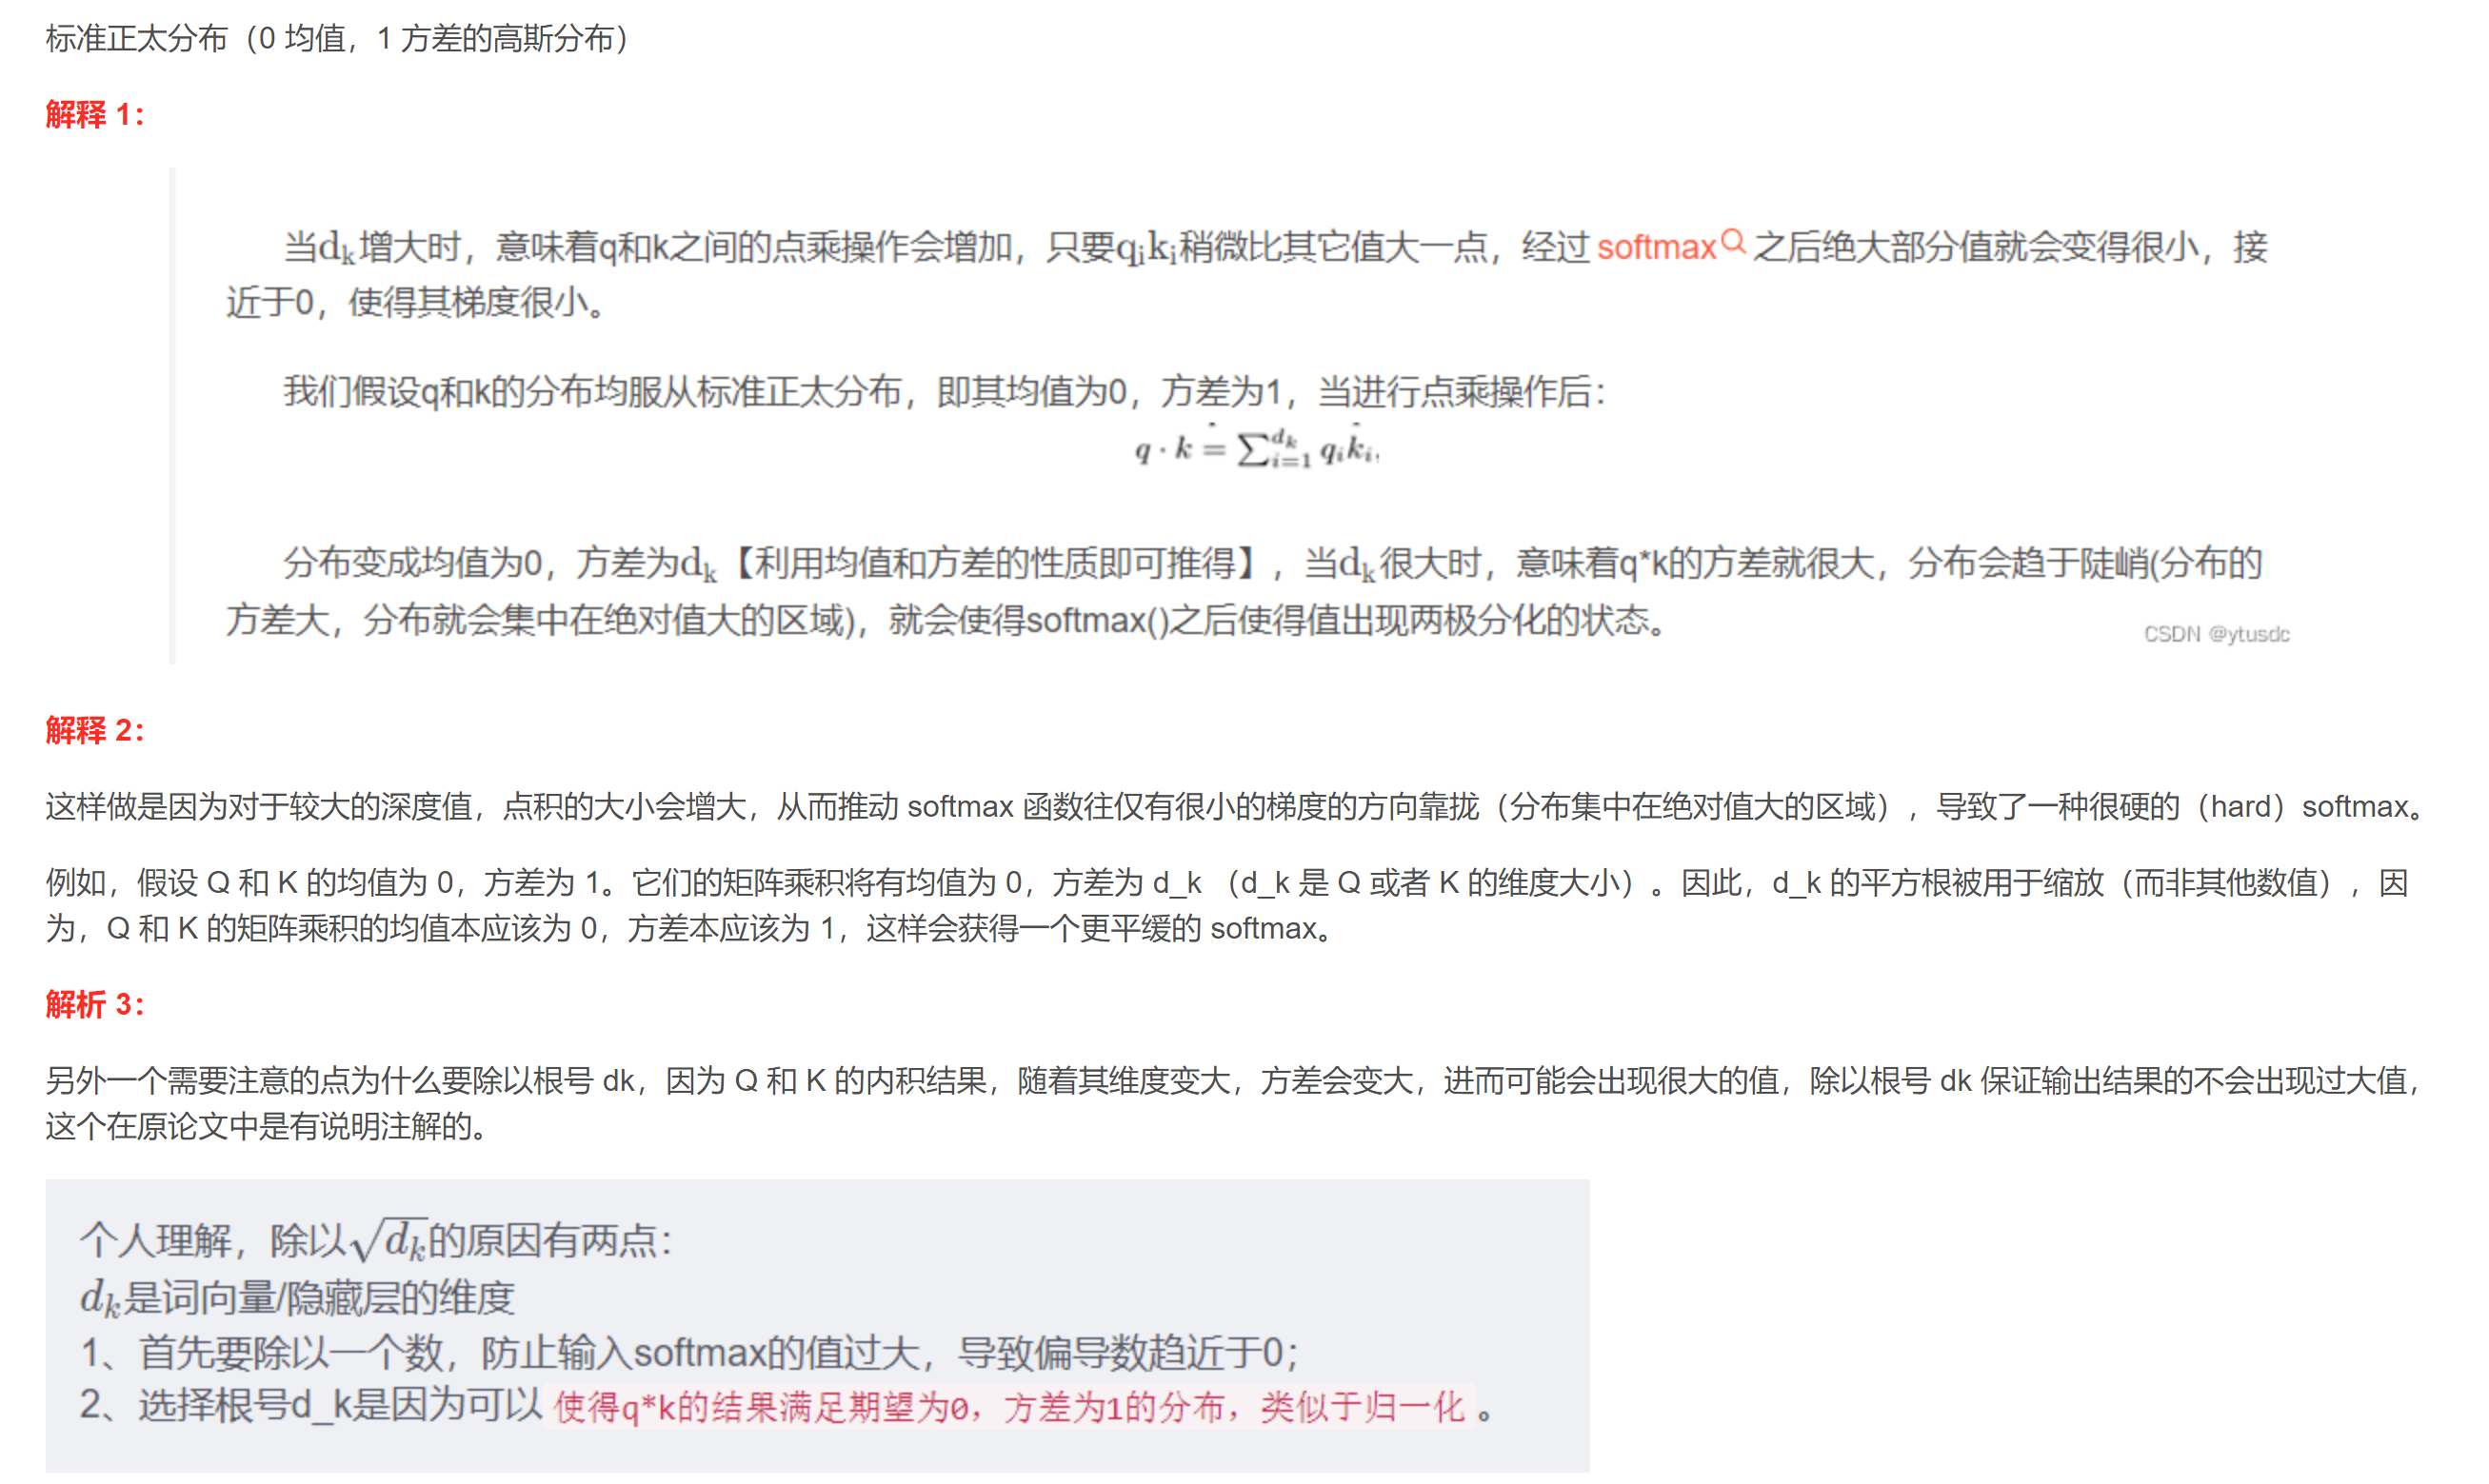 标准正太分布（0 均值，1 方差的高斯分布）
解释 1：
当dₖ增大时，意味着q和k之间的点乘操作会增加，只要qᵢkᵢ稍微比其它值大一点，经过 softmax 之后绝大部分值就会变得很小，接
近于0，使得其梯度很小。
我们假设q和k的分布均服从标准正太分布，即其均值为0，方差为1，当进行点乘操作后：
q · k = ∑_{i=1}^{d_k} q_i k_i,
分布变成均值为0，方差为dₖ【利用均值和方差的性质即可推得】，当dₖ很大时，意味着q*k的方差就很大，分布会趋于陡峭(分布的
方差大，分布就会集中在绝对值大的区域)，就会使得softmax()之后使得值出现两极分化的状态。
CSDN @ytusdc
解释 2：
这样做是因为对于较大的深度值，点积的大小会增大，从而推动 softmax 函数往仅有很小的梯度的方向靠拢（分布集中在绝对值大的区域），导致了一种很硬的（hard）softmax。
例如，假设 Q 和 K 的均值为 0，方差为 1。它们的矩阵乘积将有均值为 0，方差为 d_k （d_k 是 Q 或者 K 的维度大小）。因此，d_k 的平方根被用于缩放（而非其他数值），因
为，Q 和 K 的矩阵乘积的均值本应该为 0，方差本应该为 1，这样会获得一个更平缓的 softmax。
解析 3：
另外一个需要注意的点为什么要除以根号 dk，因为 Q 和 K 的内积结果，随着其维度变大，方差会变大，进而可能会出现很大的值，除以根号 dk 保证输出结果的不会出现过大值，
这个在原论文中是有说明注解的。
个人理解，除以√dₖ的原因有两点：
dₖ是词向量/隐藏层的维度
1、首先要除以一个数，防止输入softmax的值过大，导致偏导数趋近于0；
2、选择根号d_k是因为可以 使得q*k的结果满足期望为0，方差为1的分布，类似于归一化 。